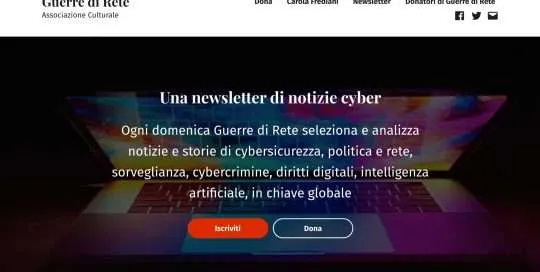 Guerre di Rete
Associazione Culturale
Dona Carola Frediani Newsletter Donatori di Guerre di Rete
Una newsletter di notizie cyber
Ogni domenica Guerre di Rete seleziona e analizza
notizie e storie di cybersicurezza, politica e rete,
sorveglianza, cybercrimine, diritti digitali, intelligenza
artificiale, in chiave globale
Iscriviti Dona